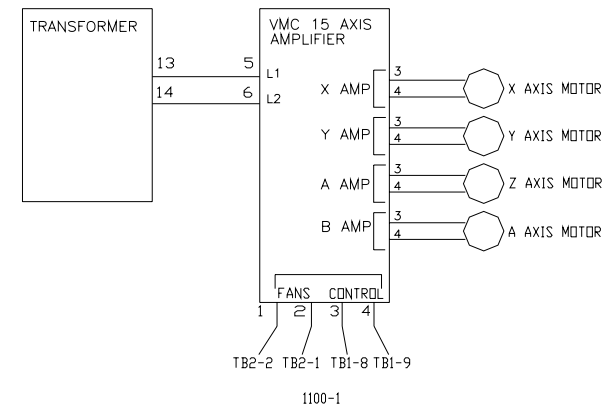 TRANSFORMER
VMC 15 AXIS
AMPLIFIER
13 5 L1
14 6 L2
X AMP 3 4 X AXIS MOTOR
Y AMP 3 4 Y AXIS MOTOR
A AMP 3 4 Z AXIS MOTOR
B AMP 3 4 A AXIS MOTOR
FANS CONTROL
1 2 3 4
TB2-2 TB2-1 TB1-8 TB1-9
1100-1